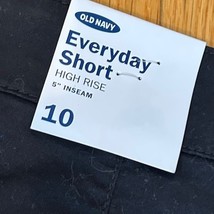 OLD NAVY
Everyday
Short
HIGH RISE
5" INSEAM
10